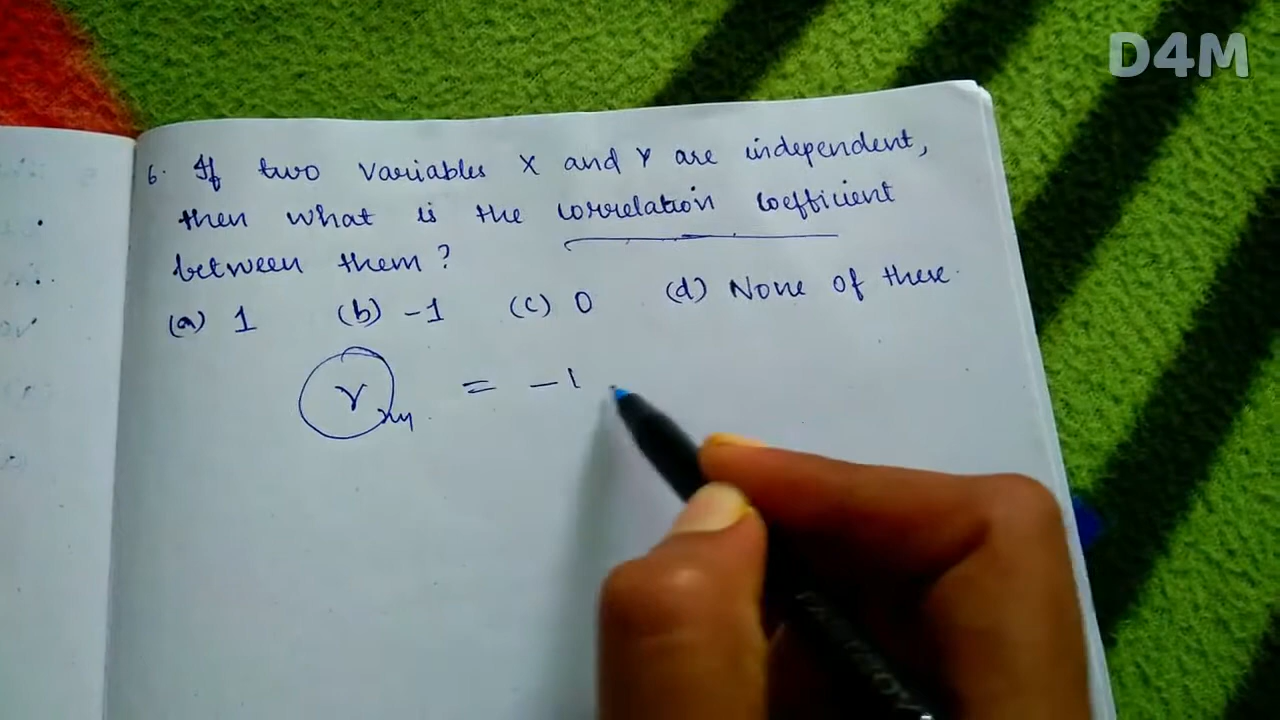 D4M
6. If two variables X and Y are independent,
then what is the correlation coefficient
between them?
(a) 1 (b) -1 (c) 0 (d) None of these.
r xy = -1